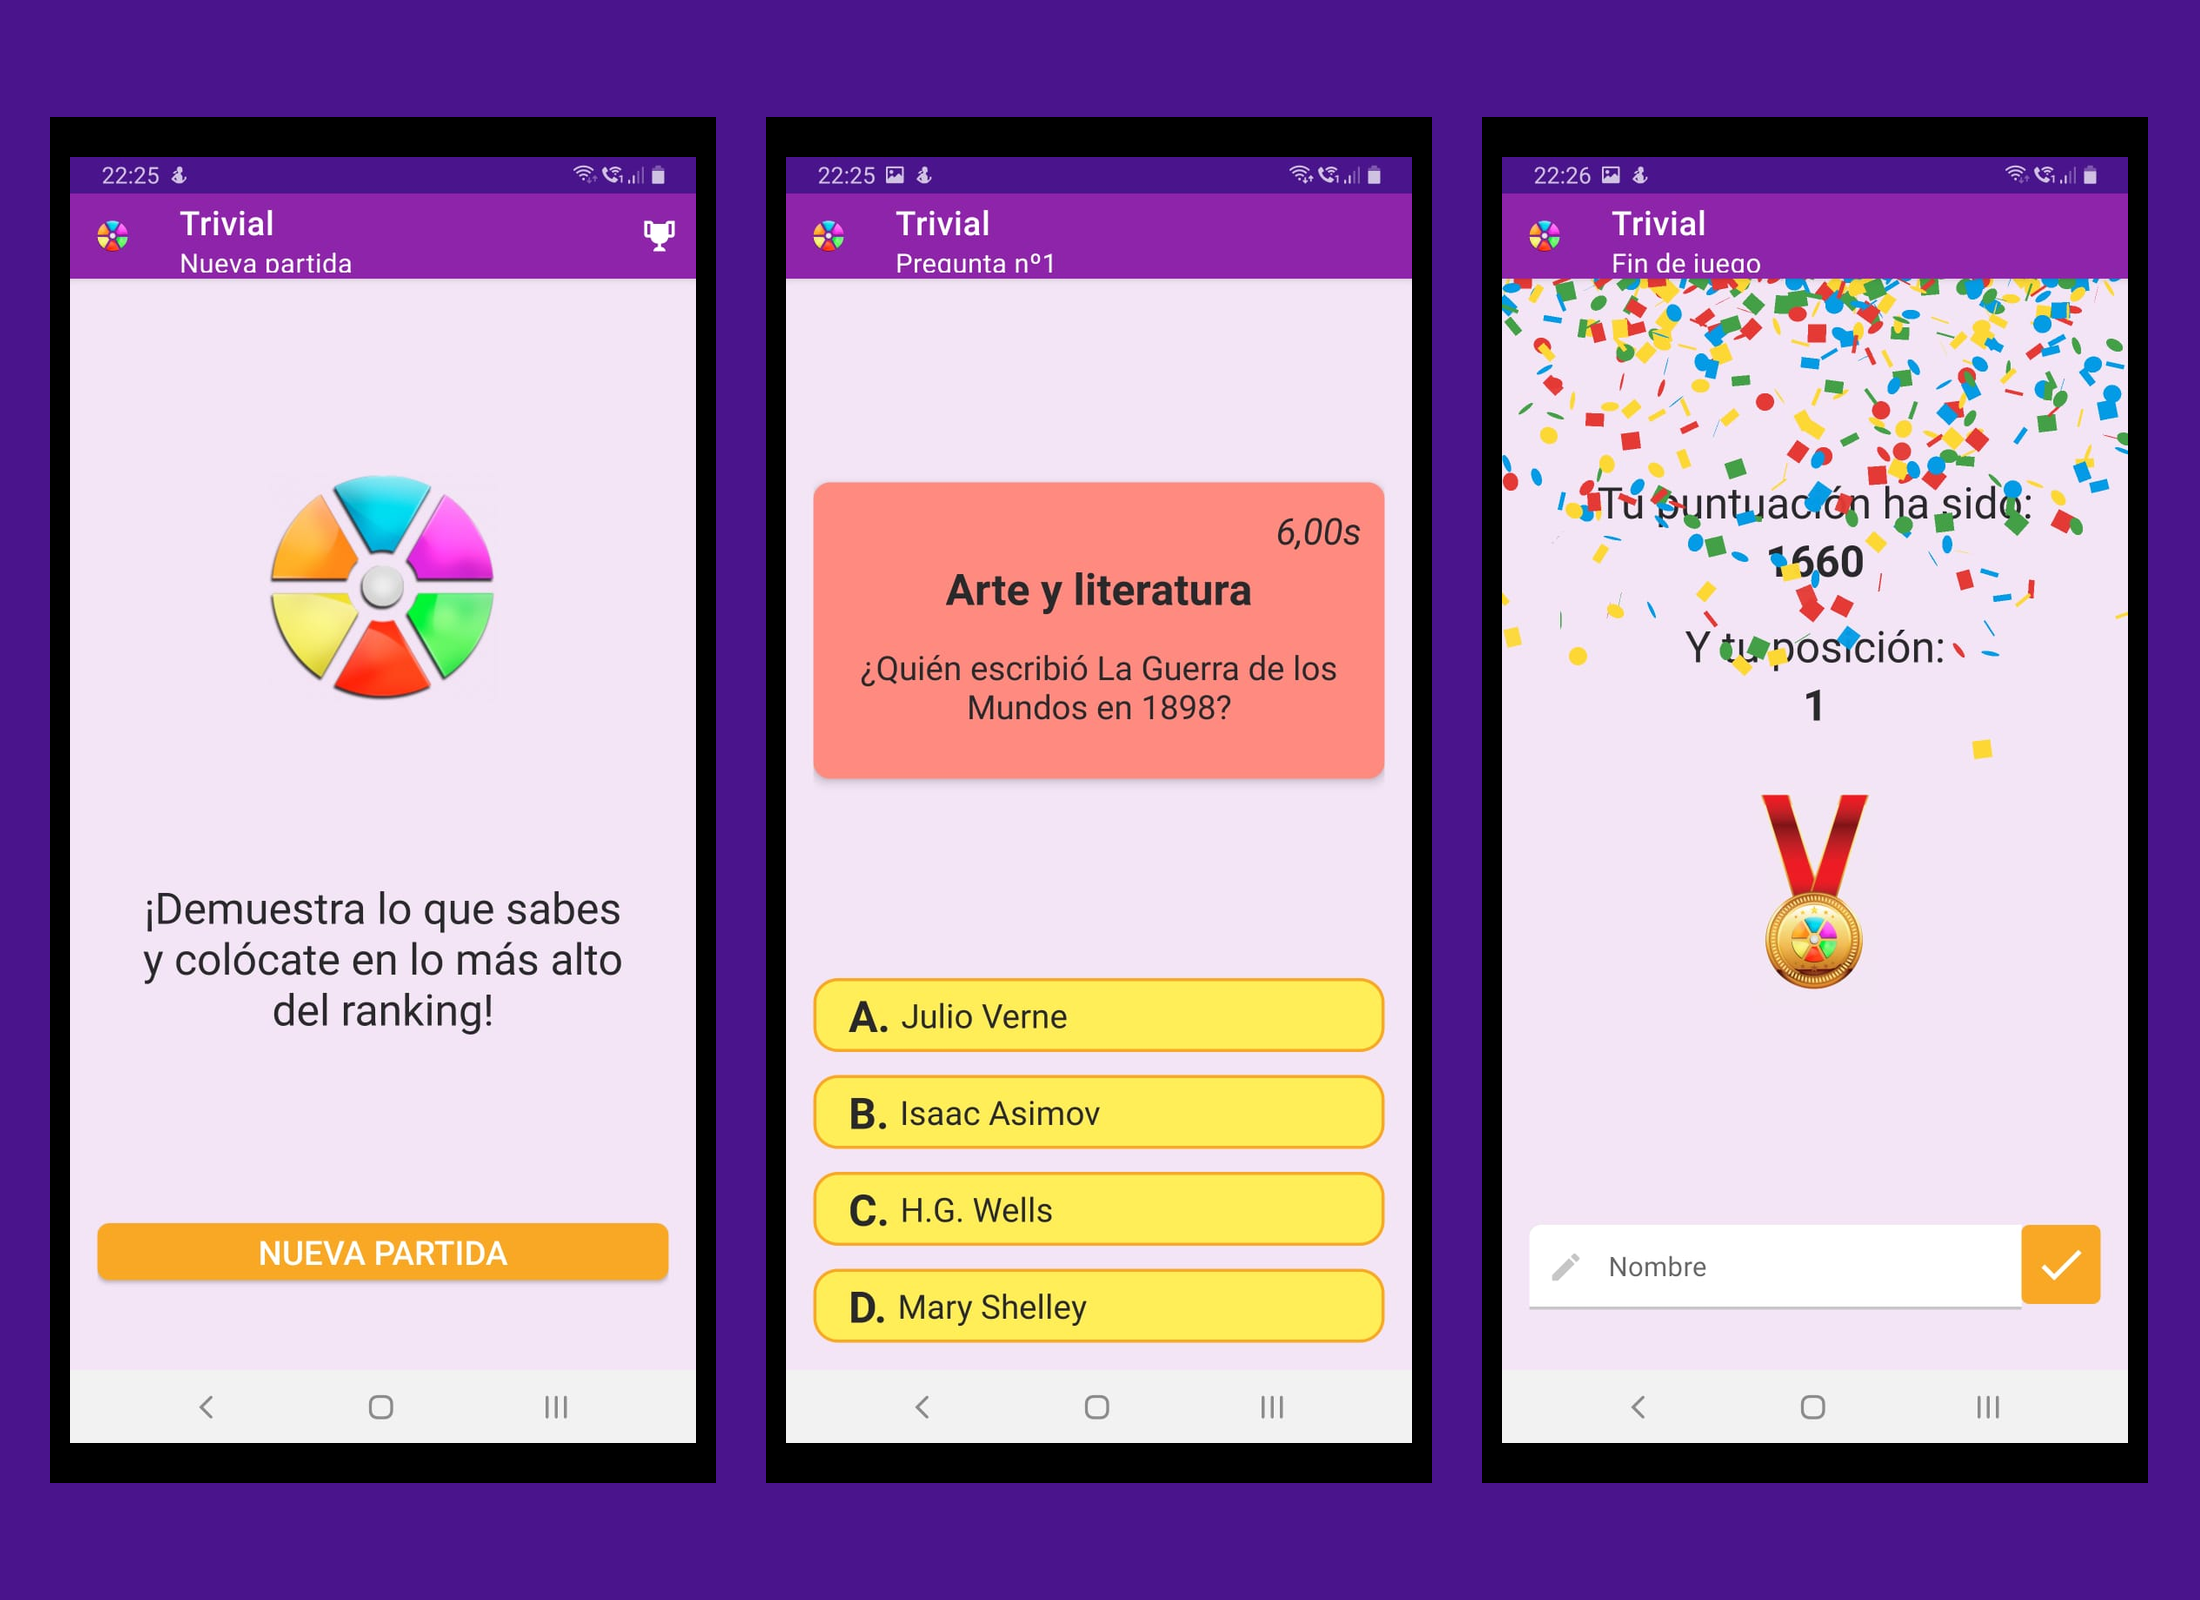 22:25
Trivial
Nueva partida
¡Demuestra lo que sabes
y colócate en lo más alto
del ranking!
NUEVA PARTIDA
22:25
Trivial
Pregunta nº1
6,00s
Arte y literatura
¿Quién escribió La Guerra de los
Mundos en 1898?
A. Julio Verne
B. Isaac Asimov
C. H.G. Wells
D. Mary Shelley
22:26
Trivial
Fin de juego
Tu puntuación ha sido:
1660
Y tu posición:
1
Nombre